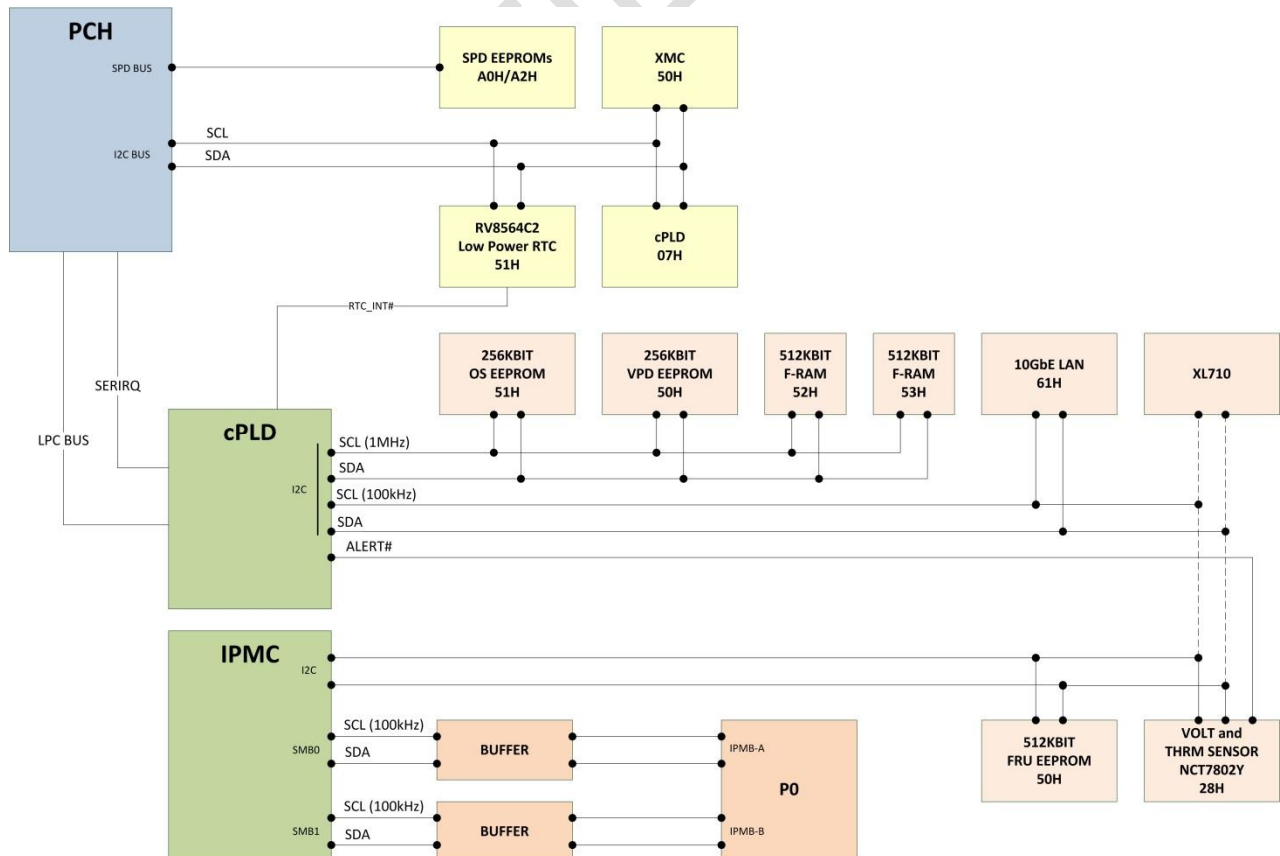 PCH
SPD BUS
SPD EEPROMs
A0H/A2H
XMC
50H
SCL
I2C BUS
SDA
RV8564C2
Low Power RTC
51H
cPLD
07H
RTC_INT#
SERIRQ
LPC BUS
256KBIT
OS EEPROM
51H
256KBIT
VPD EEPROM
50H
512KBIT
F-RAM
52H
512KBIT
F-RAM
53H
10GbE LAN
61H
XL710
cPLD
I2C
SCL (1MHz)
SDA
SCL (100kHz)
SDA
ALERT#
IPMC
I2C
SMB0
SCL (100kHz)
SDA
BUFFER
IPMB-A
P0
SMB1
SCL (100kHz)
SDA
BUFFER
IPMB-B
512KBIT
FRU EEPROM
50H
VOLT and
THRM SENSOR
NCT7802Y
28H